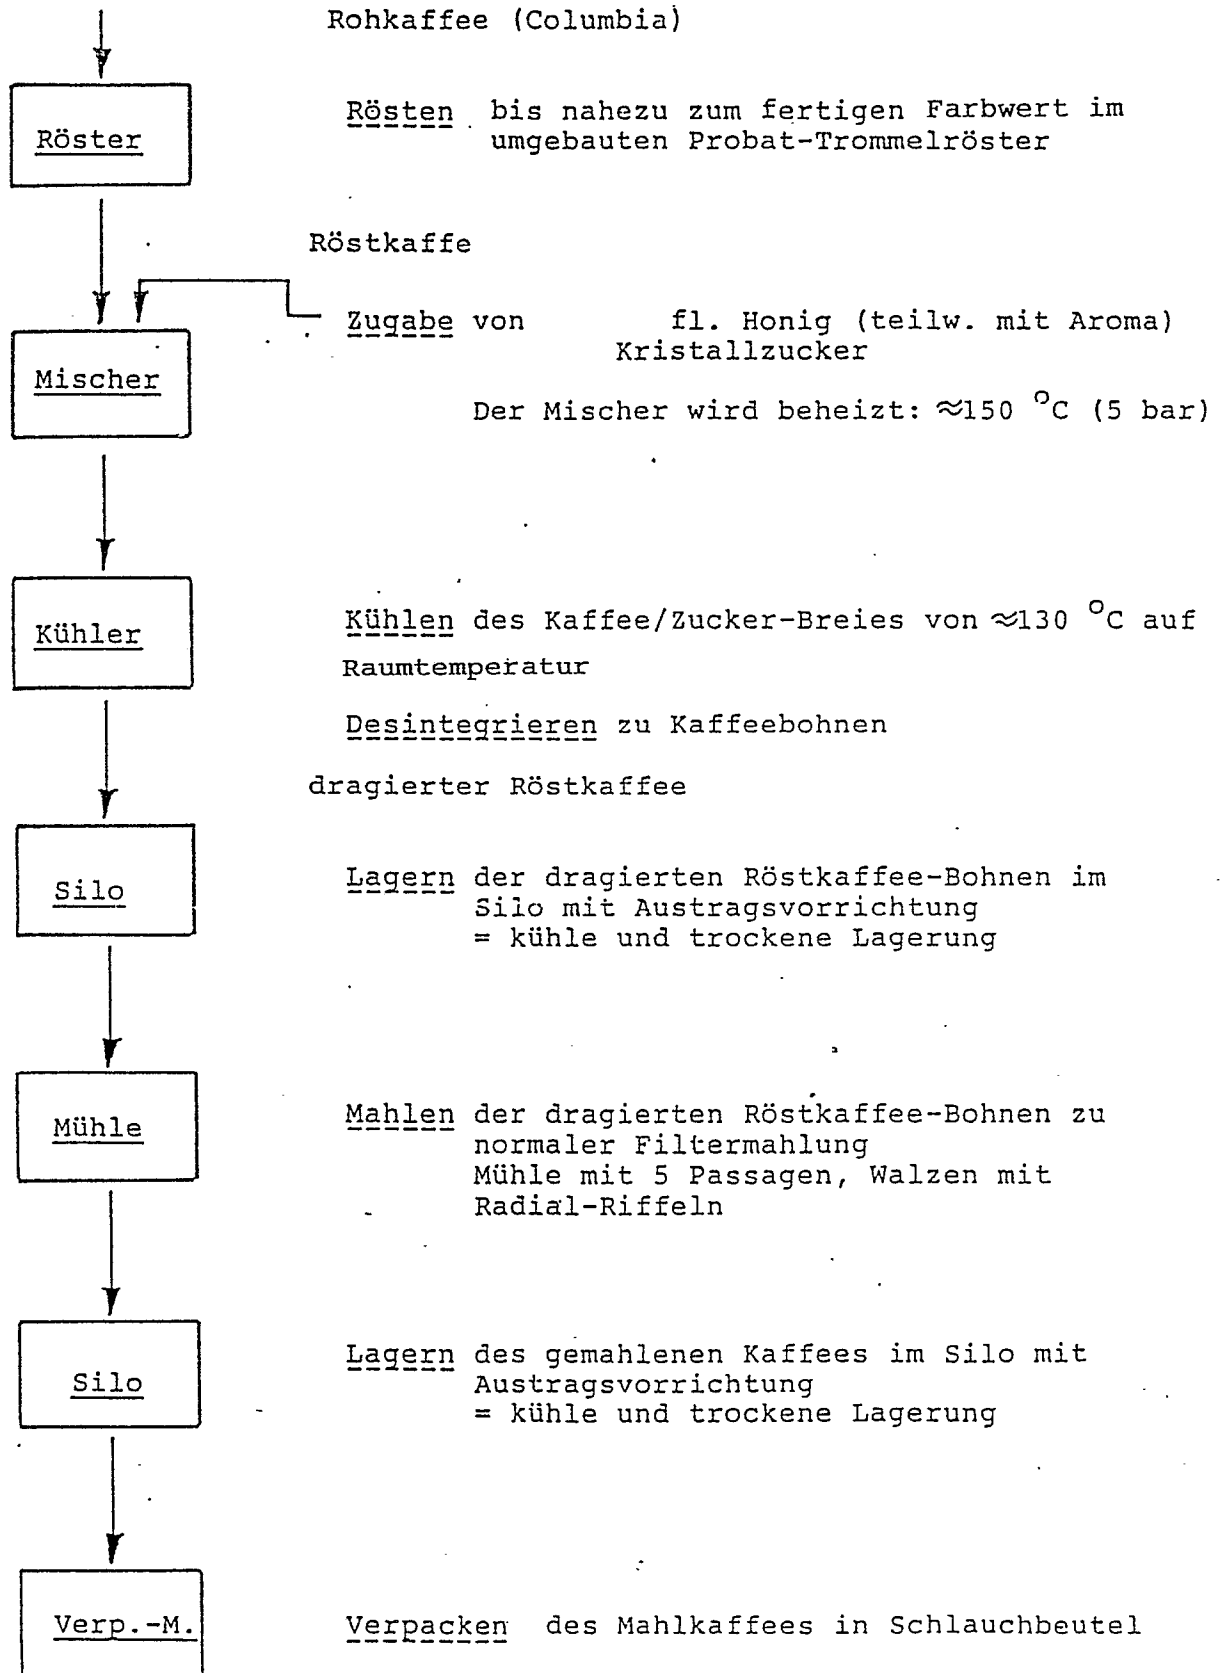 Rohkaffee (Columbia)
Röster
Rösten bis nahezu zum fertigen Farbwert im
umgebauten Probat-Trommelröster
Röstkaffe
Zugabe von fl. Honig (teilw. mit Aroma)
Kristallzucker
Mischer
Der Mischer wird beheizt: ≈150 °C (5 bar)
Kühler
Kühlen des Kaffee/Zucker-Breies von ≈130 °C auf
Raumtemperatur
Desintegrieren zu Kaffeebohnen
dragierter Röstkaffee
Silo
Lagern der dragierten Röstkaffee-Bohnen im
Silo mit Austragsvorrichtung
= kühle und trockene Lagerung
Mühle
Mahlen der dragierten Röstkaffee-Bohnen zu
normaler Filtermahlung
Mühle mit 5 Passagen, Walzen mit
Radial-Riffeln
Silo
Lagern des gemahlenen Kaffees im Silo mit
Austragsvorrichtung
= kühle und trockene Lagerung
Verp.-M.
Verpacken des Mahlkaffees in Schlauchbeutel